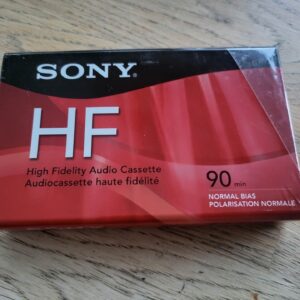 SONY
HF
High Fidelity Audio Cassette
Audiocassette haute fidélité
90 min
NORMAL BIAS
POLARISATION NORMALE